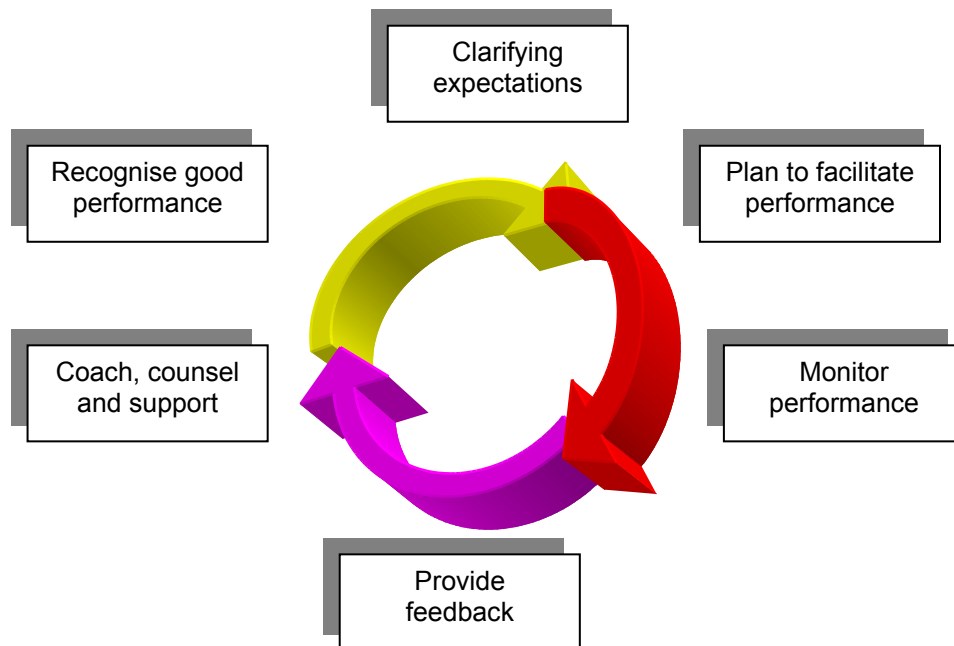 Clarifying
expectations
Recognise good
performance
Plan to facilitate
performance
Coach, counsel
and support
Monitor
performance
Provide
feedback